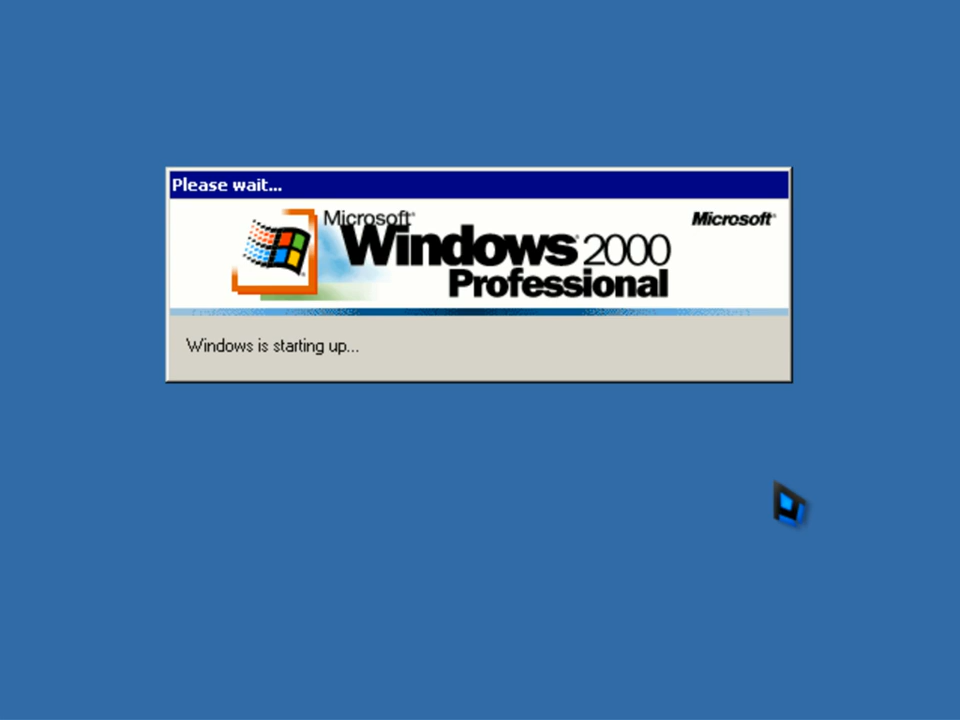 Please wait...
Microsoft
Windows 2000
Professional
Microsoft
Windows is starting up...